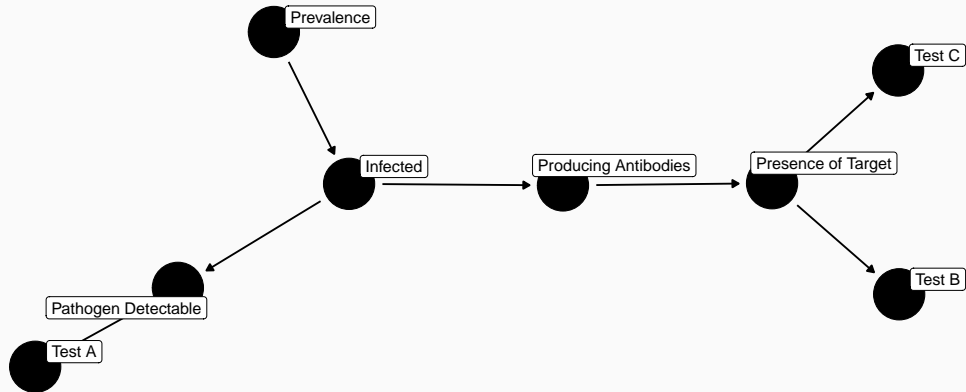 Prevalence
Test C
Infected
Producing Antibodies
Presence of Target
Test B
Pathogen Detectable
Test A